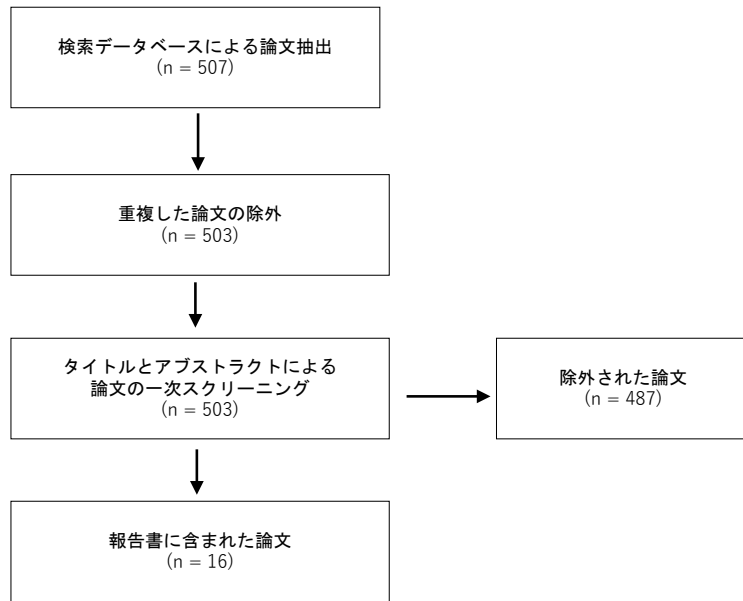 検索データベースによる論文抽出
(n = 507)
重複した論文の除外
(n = 503)
タイトルとアブストラクトによる
論文の一次スクリーニング
(n = 503)
除外された論文
(n = 487)
報告書に含まれた論文
(n = 16)